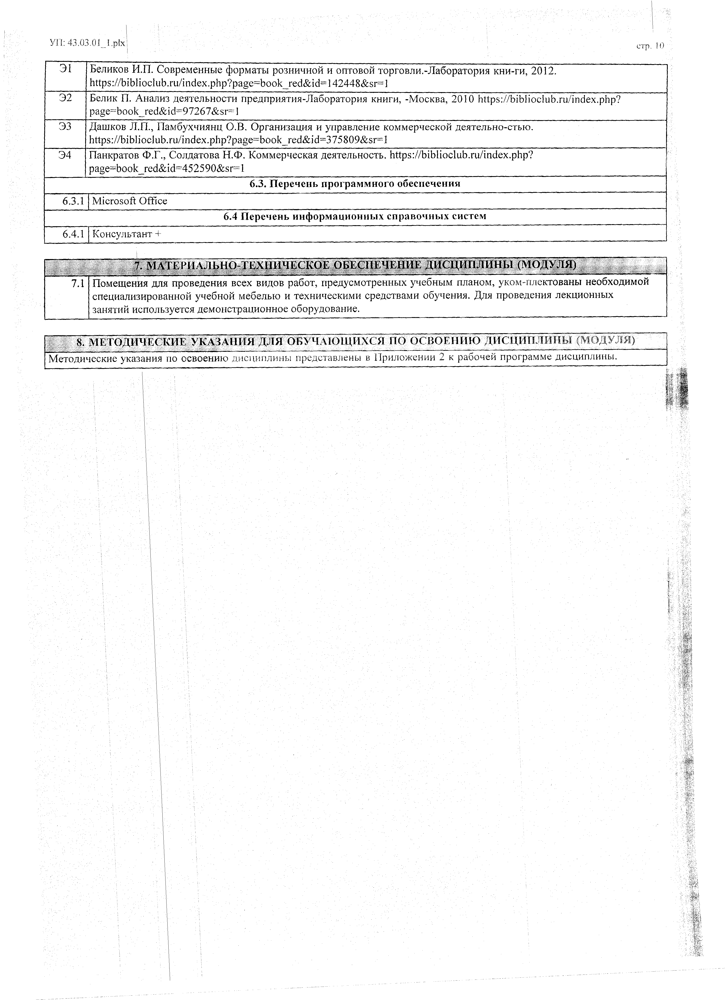 УП: 43.03.01_1.plx
стр. 10
Э1 Беликов И.П. Современные форматы розничной и оптовой торговли.-Лаборатория кни-ги, 2012.
https://biblioclub.ru/index.php?page=book_red&id=142448&sr=1
Э2 Белик П. Анализ деятельности предприятия-Лаборатория книги, -Москва, 2010 https://biblioclub.ru/index.php?
page=book_red&id=97267&sr=1
Э3 Дашков Л.П., Памбухчиянц О.В. Организация и управление коммерческой деятельно-стью.
https://biblioclub.ru/index.php?page=book_red&id=375809&sr=1
Э4 Панкратов Ф.Г., Солдатова Н.Ф. Коммерческая деятельность. https://biblioclub.ru/index.php?
page=book_red&id=452590&sr=1
6.3. Перечень программного обеспечения
6.3.1 Microsoft Office
6.4 Перечень информационных справочных систем
6.4.1 Консультант +
7. МАТЕРИАЛЬНО-ТЕХНИЧЕСКОЕ ОБЕСПЕЧЕНИЕ ДИСЦИПЛИНЫ (МОДУЛЯ)
7.1 Помещения для проведения всех видов работ, предусмотренных учебным планом, уком-плектованы необходимой
специализированной учебной мебелью и техническими средствами обучения. Для проведения лекционных
занятий используется демонстрационное оборудование.
8. МЕТОДИЧЕСКИЕ УКАЗАНИЯ ДЛЯ ОБУЧАЮЩИХСЯ ПО ОСВОЕНИЮ ДИСЦИПЛИНЫ (МОДУЛЯ)
Методические указания по освоению дисциплины представлены в Приложении 2 к рабочей программе дисциплины.